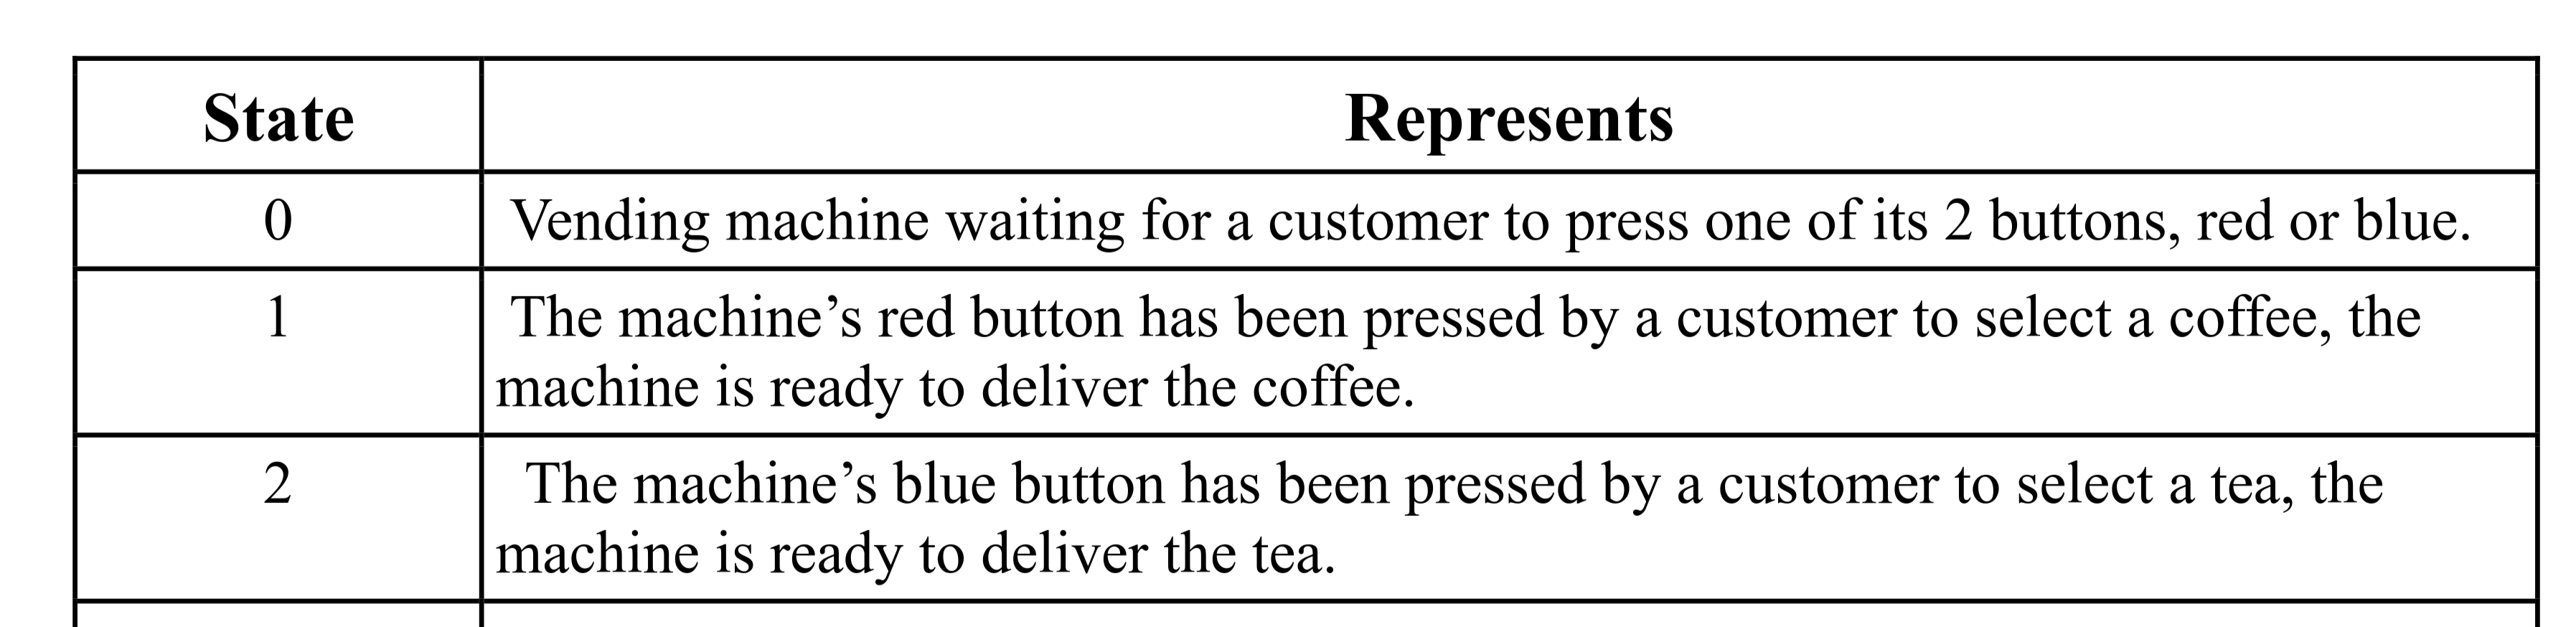 State Represents
0 Vending machine waiting for a customer to press one of its 2 buttons, red or blue.
1 The machine’s red button has been pressed by a customer to select a coffee, the
machine is ready to deliver the coffee.
2 The machine’s blue button has been pressed by a customer to select a tea, the
machine is ready to deliver the tea.